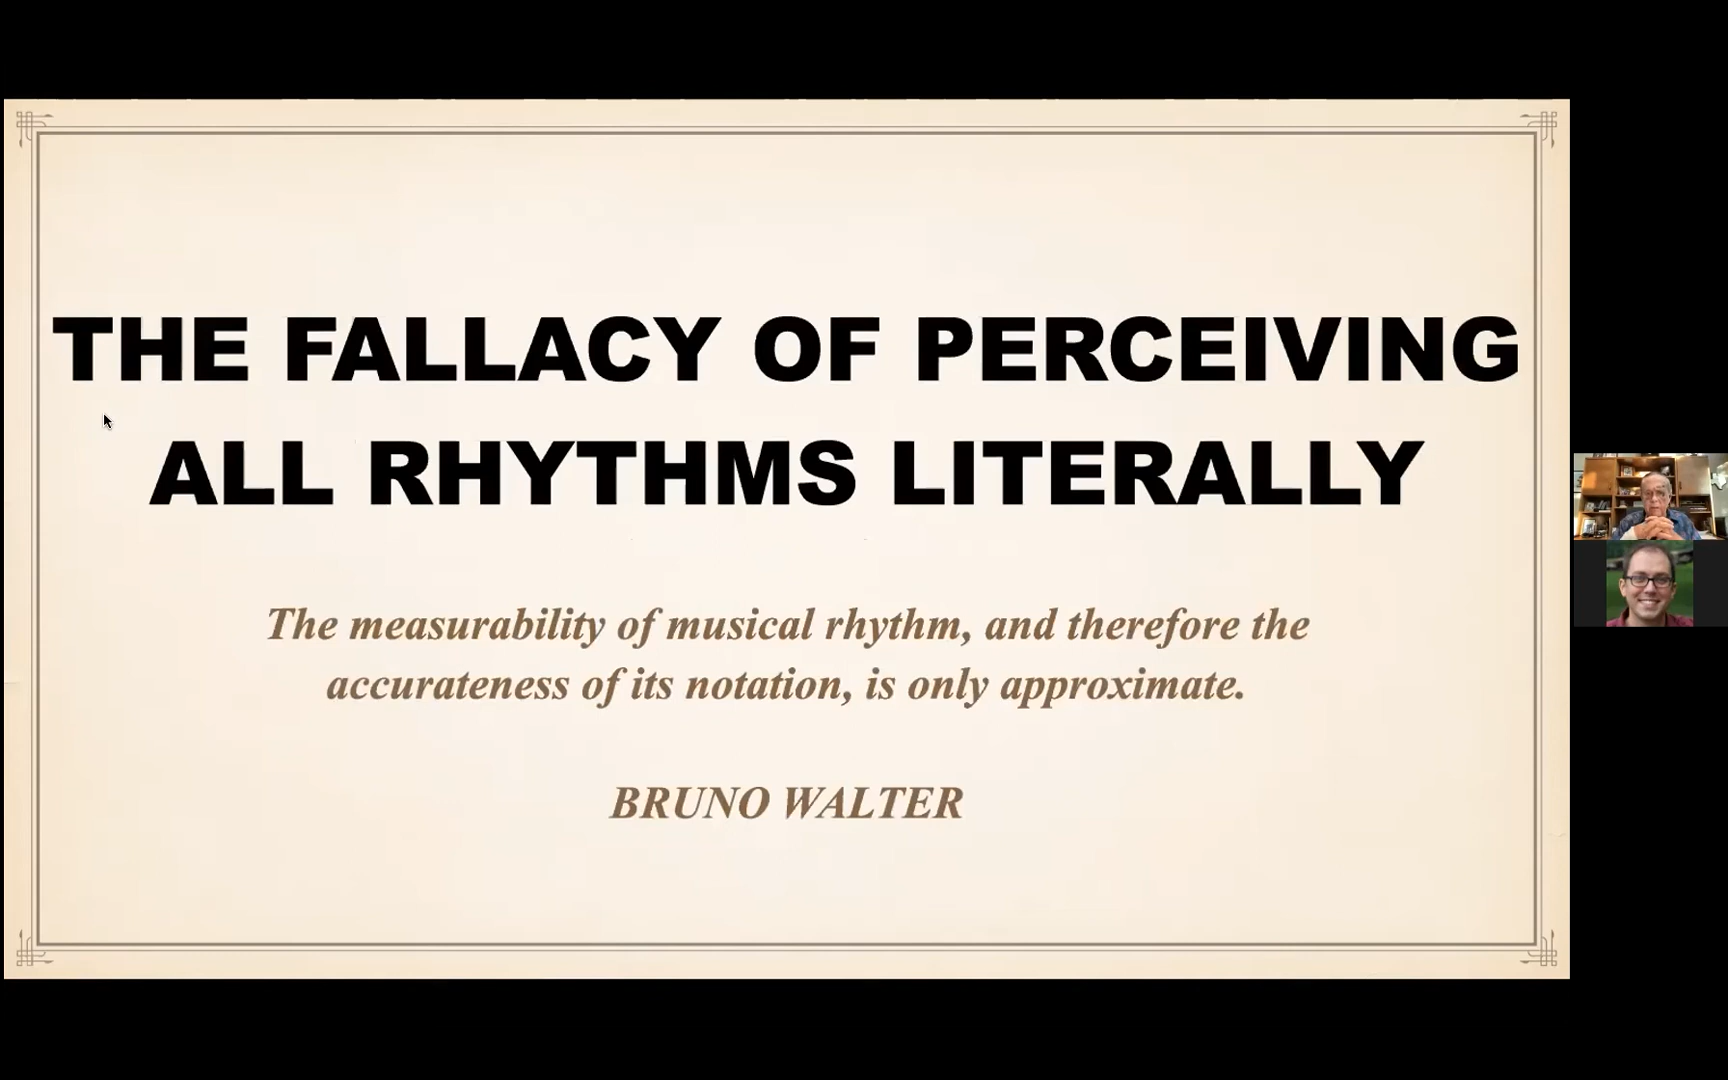 THE FALLACY OF PERCEIVING
ALL RHYTHMS LITERALLY
The measurability of musical rhythm, and therefore the
accurateness of its notation, is only approximate.
BRUNO WALTER